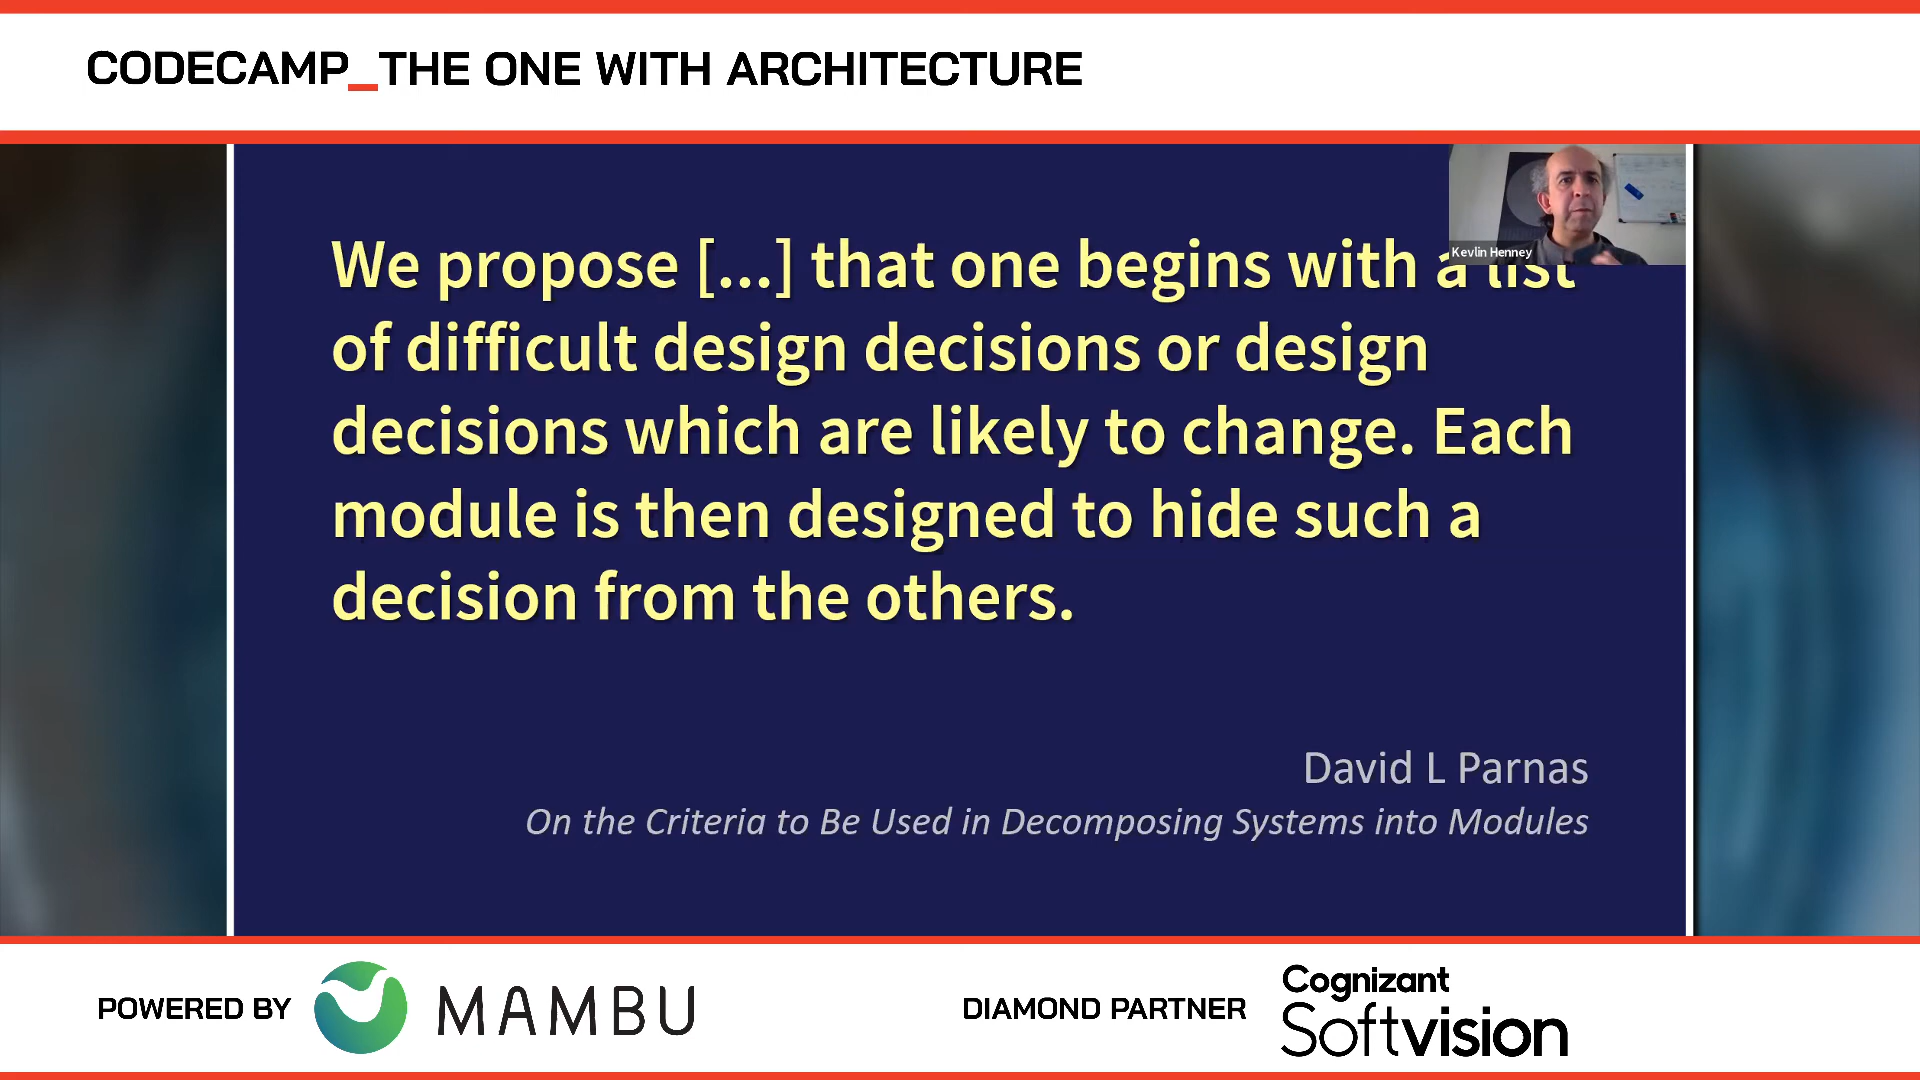 CODECAMP_THE ONE WITH ARCHITECTURE
Kevlin Henney
We propose [...] that one begins with a list
of difficult design decisions or design
decisions which are likely to change. Each
module is then designed to hide such a
decision from the others.
David L Parnas
On the Criteria to Be Used in Decomposing Systems into Modules
POWERED BY
MAMBU
DIAMOND PARTNER
Cognizant
Softvision